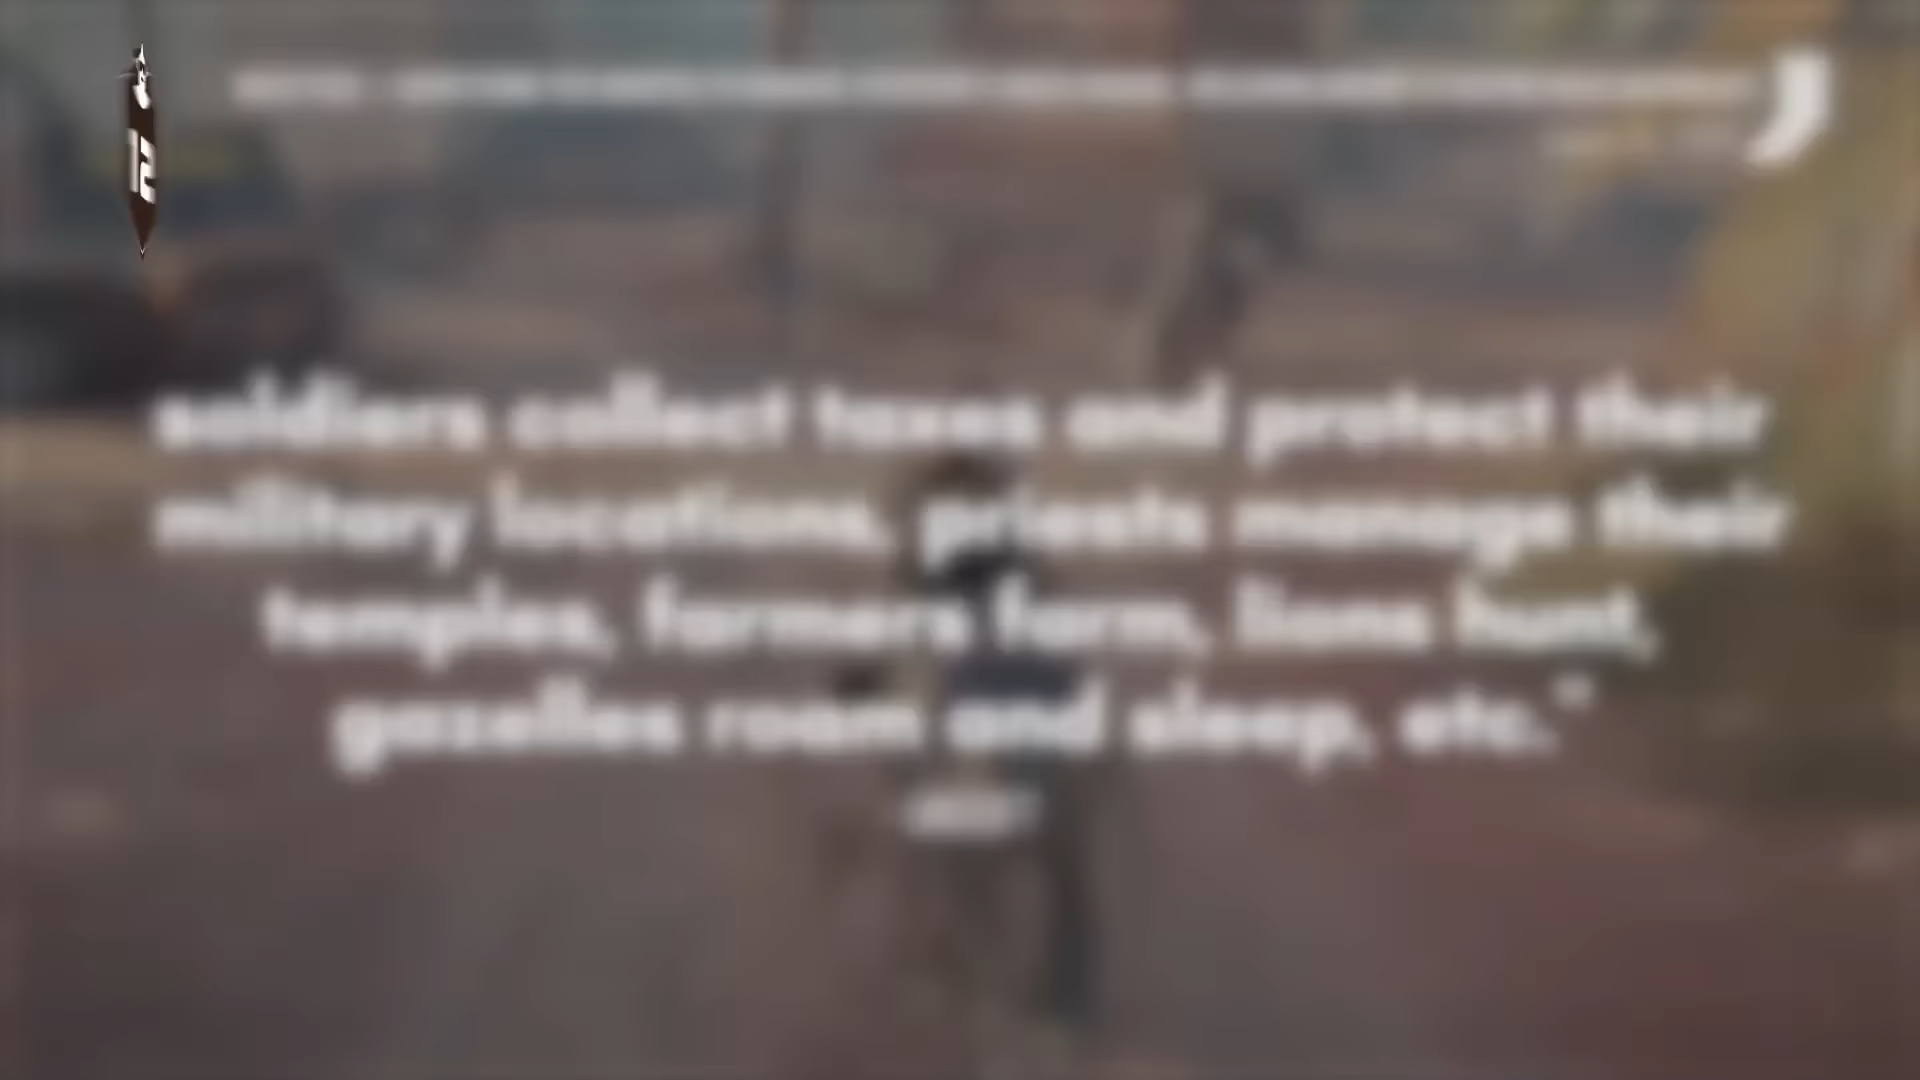 12
soldiers collect taxes and protect their
military locations, priests manage their
temples, farmers farm, lions hunt,
gazelles roam and sleep, etc."